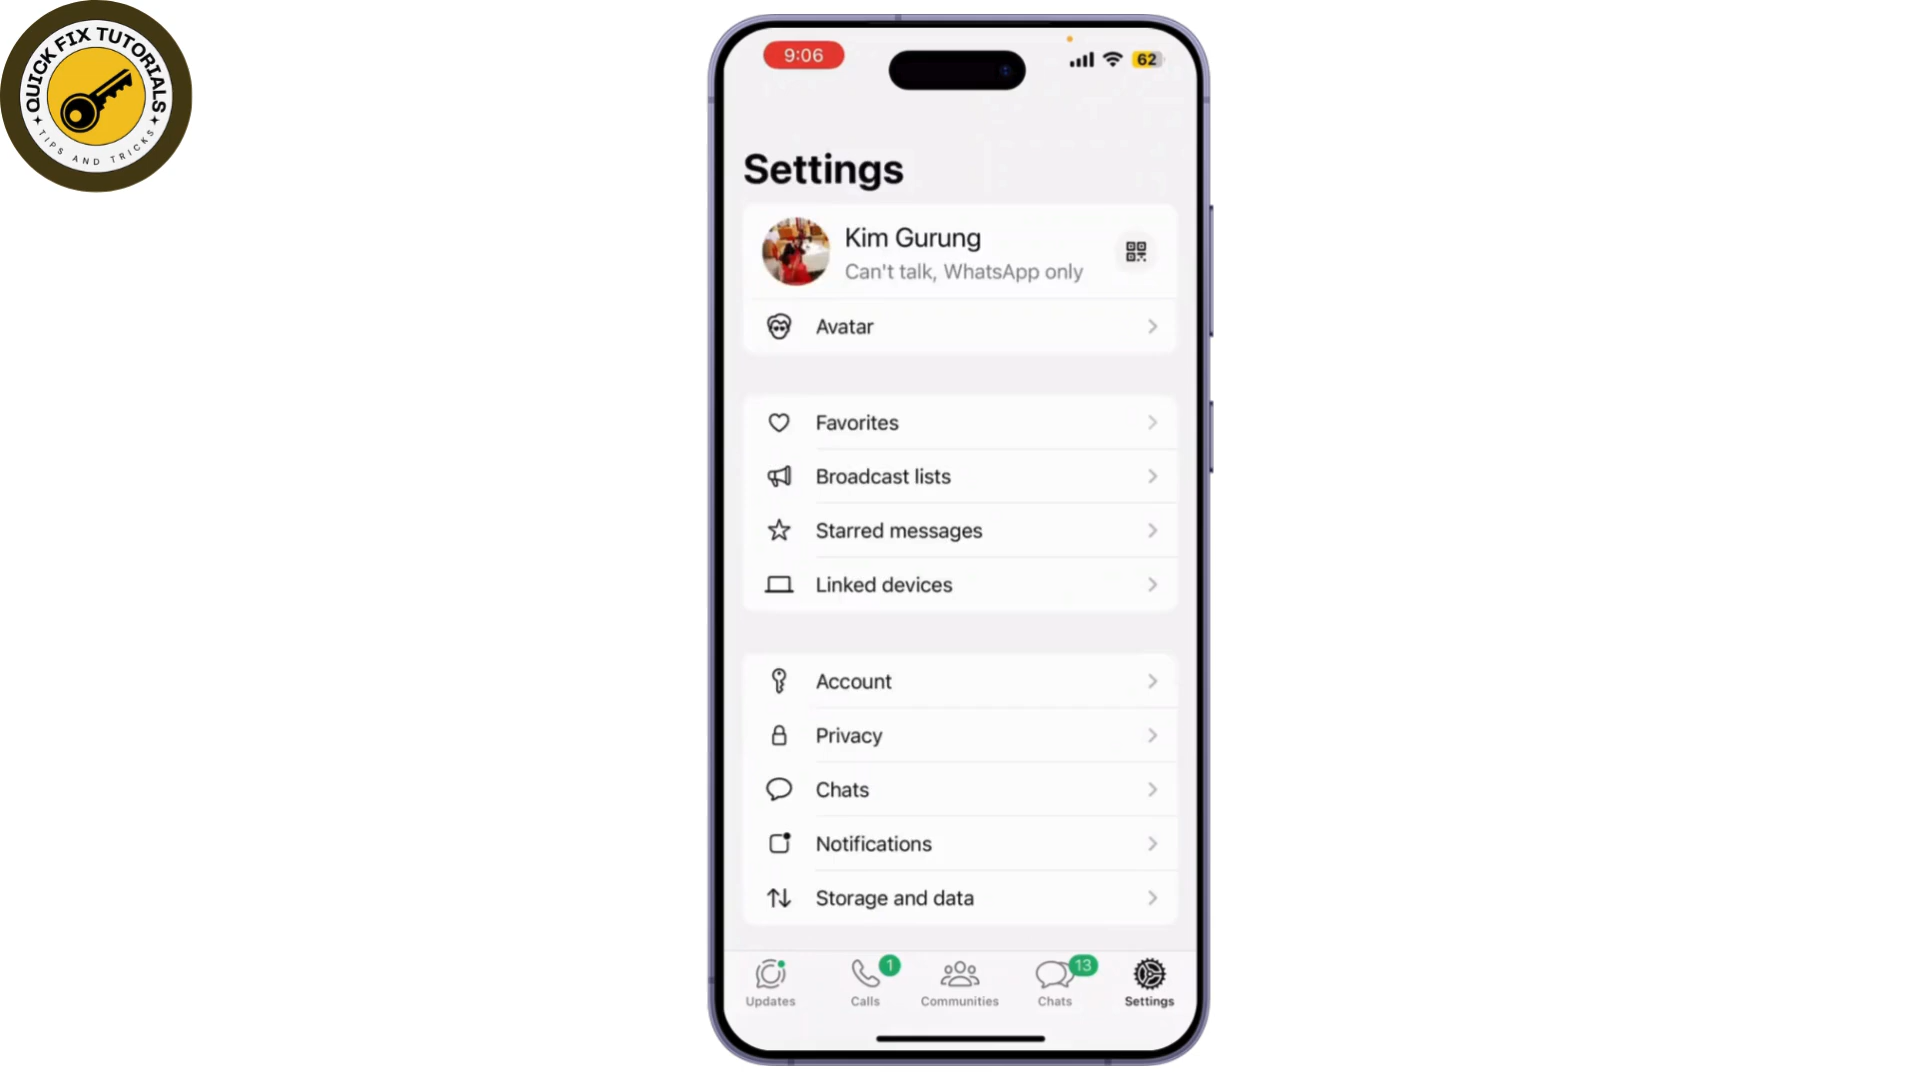 QUICK FIX TUTORIALS
TIPS AND TRICKS
9:06
62
Settings
Kim Gurung
Can't talk, WhatsApp only
Avatar
Favorites
Broadcast lists
Starred messages
Linked devices
Account
Privacy
Chats
Notifications
Storage and data
1
13
Updates
Calls
Communities
Chats
Settings